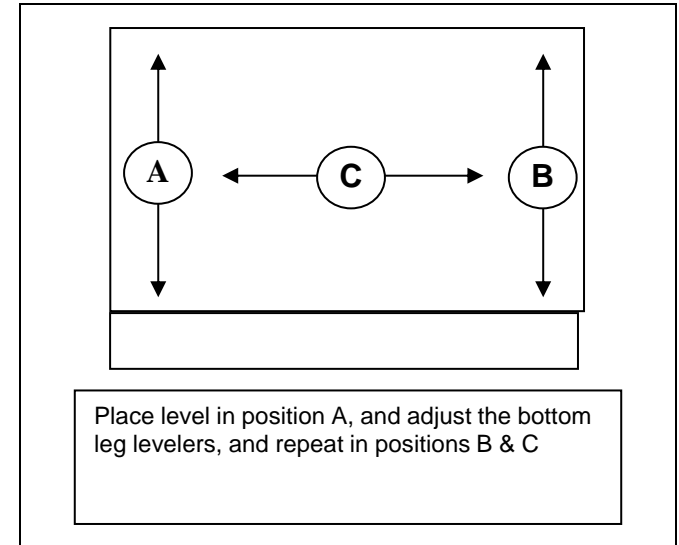 A
C
B
Place level in position A, and adjust the bottom
leg levelers, and repeat in positions B & C